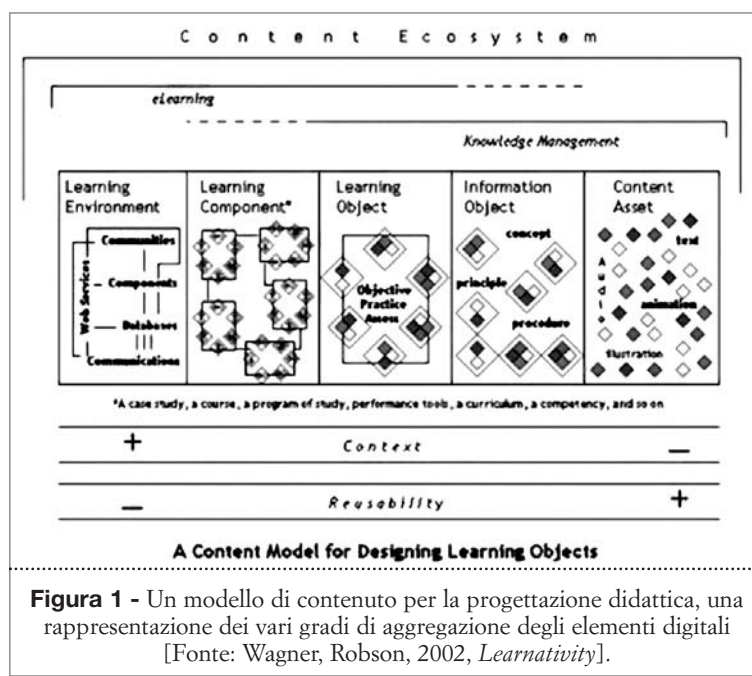 Content Ecosystem
eLearning
Knowledge Management
Learning
Environment
Communities
Components
Databases
Communications
Web Services
Learning
Component*
Learning
Object
Objective
Practice
Assess
Information
Object
concept
principle
procedure
Content
Asset
text
Audio
animation
illustration
*A case study, a course, a program of study, performance tools, a curriculum, a competency, and so on
+ Context –
– Reusability +
A Content Model for Designing Learning Objects
Figura 1 - Un modello di contenuto per la progettazione didattica, una
rappresentazione dei vari gradi di aggregazione degli elementi digitali
[Fonte: Wagner, Robson, 2002, Learnativity].